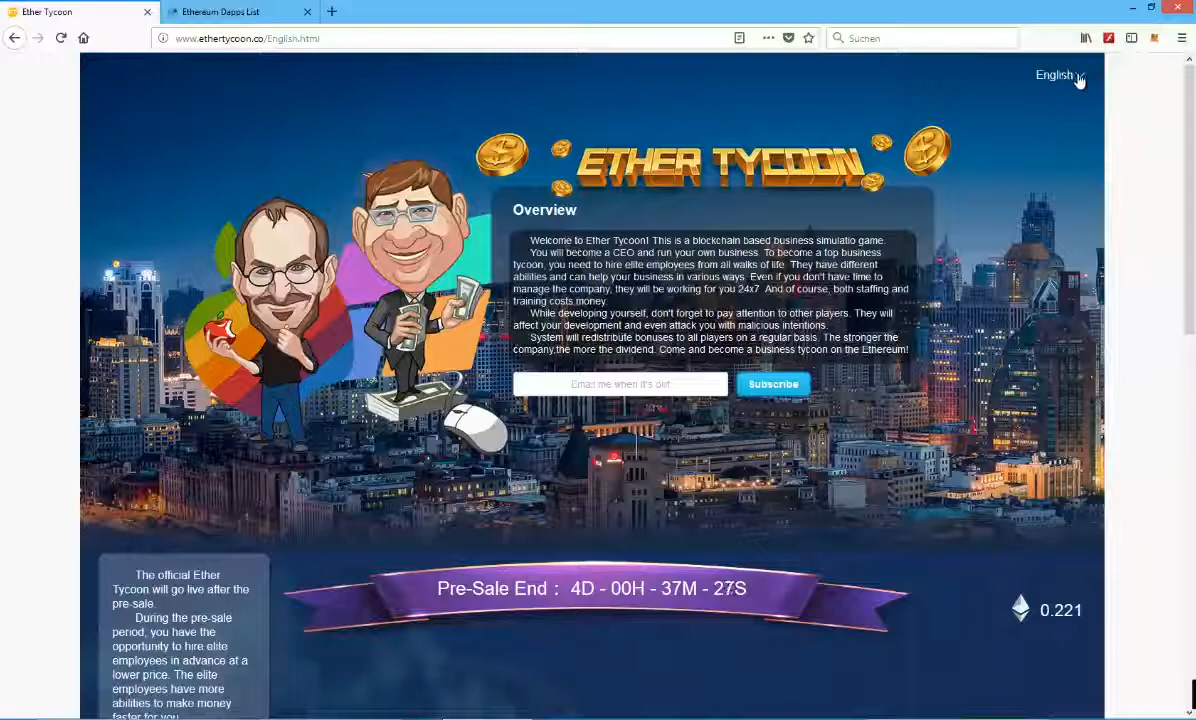 Ether Tycoon
Ethereum Dapps List
www.ethertycoon.co/English.html
Suchen
English
ETHER TYCOON
Overview
Welcome to Ether Tycoon! This is a blockchain based business simulatio game.
You will become a CEO and run your own business. To become a top business
tycoon, you need to hire elite employees from all walks of life. They have different
abilities and can help your business in various ways. Even if you don't have time to
manage the company, they will be working for you 24x7 And of course, both staffing and
training costs money.
While developing yourself, don't forget to pay attention to other players. They will
affect your development and even attack you with malicious intentions.
System will redistribute bonuses to all players on a regular basis. The stronger the
company,the more the dividend. Come and become a business tycoon on the Ethereum!
Email me when it's out
Subscribe
Pre-Sale End : 4D - 00H - 37M - 27S
0.221
The official Ether
Tycoon will go live after the
pre-sale.
During the pre-sale
period, you have the
opportunity to hire elite
employees in advance at a
lower price. The elite
employees have more
abilities to make money
faster for you